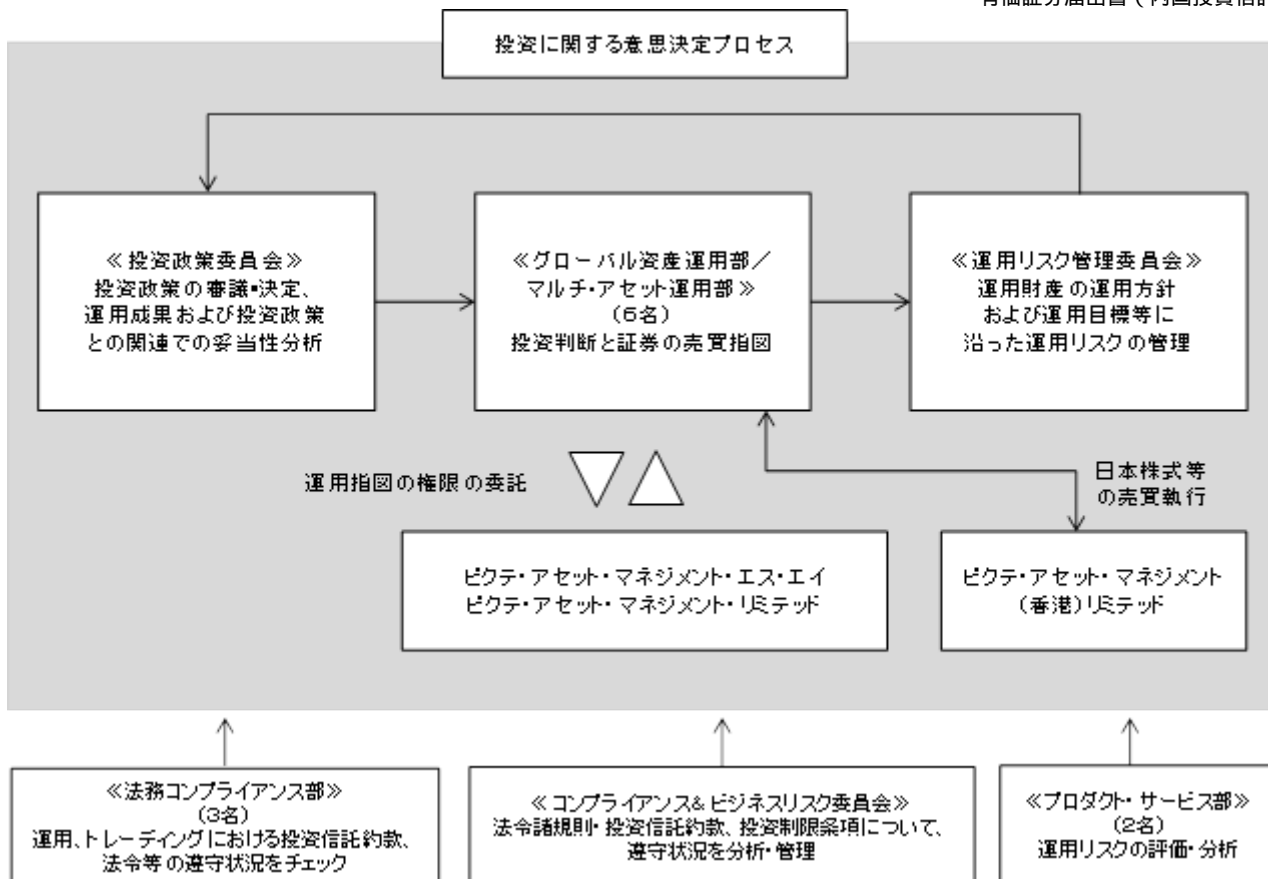 投資に関する意思決定プロセス
≪投資政策委員会≫
投資政策の審議・決定、
運用成果および投資政策
との関連での妥当性分析
≪グローバル資産運用部／
マルチ・アセット運用部≫
(6名)
投資判断と証券の売買指図
≪運用リスク管理委員会≫
運用財産の運用方針
および運用目標等に
沿った運用リスクの管理
運用指図の権限の委託
日本株式等
の売買執行
ピクテ・アセット・マネジメント・エス・エイ
ピクテ・アセット・マネジメント・リミテッド
ピクテ・アセット・マネジメント
(香港)リミテッド
≪法務コンプライアンス部≫
(3名)
運用、トレーディングにおける投資信託約款、
法令等の遵守状況をチェック
≪コンプライアンス&ビジネスリスク委員会≫
法令諸規則・投資信託約款、投資制限条項について、
遵守状況を分析・管理
≪プロダクト・サービス部≫
(2名)
運用リスクの評価・分析